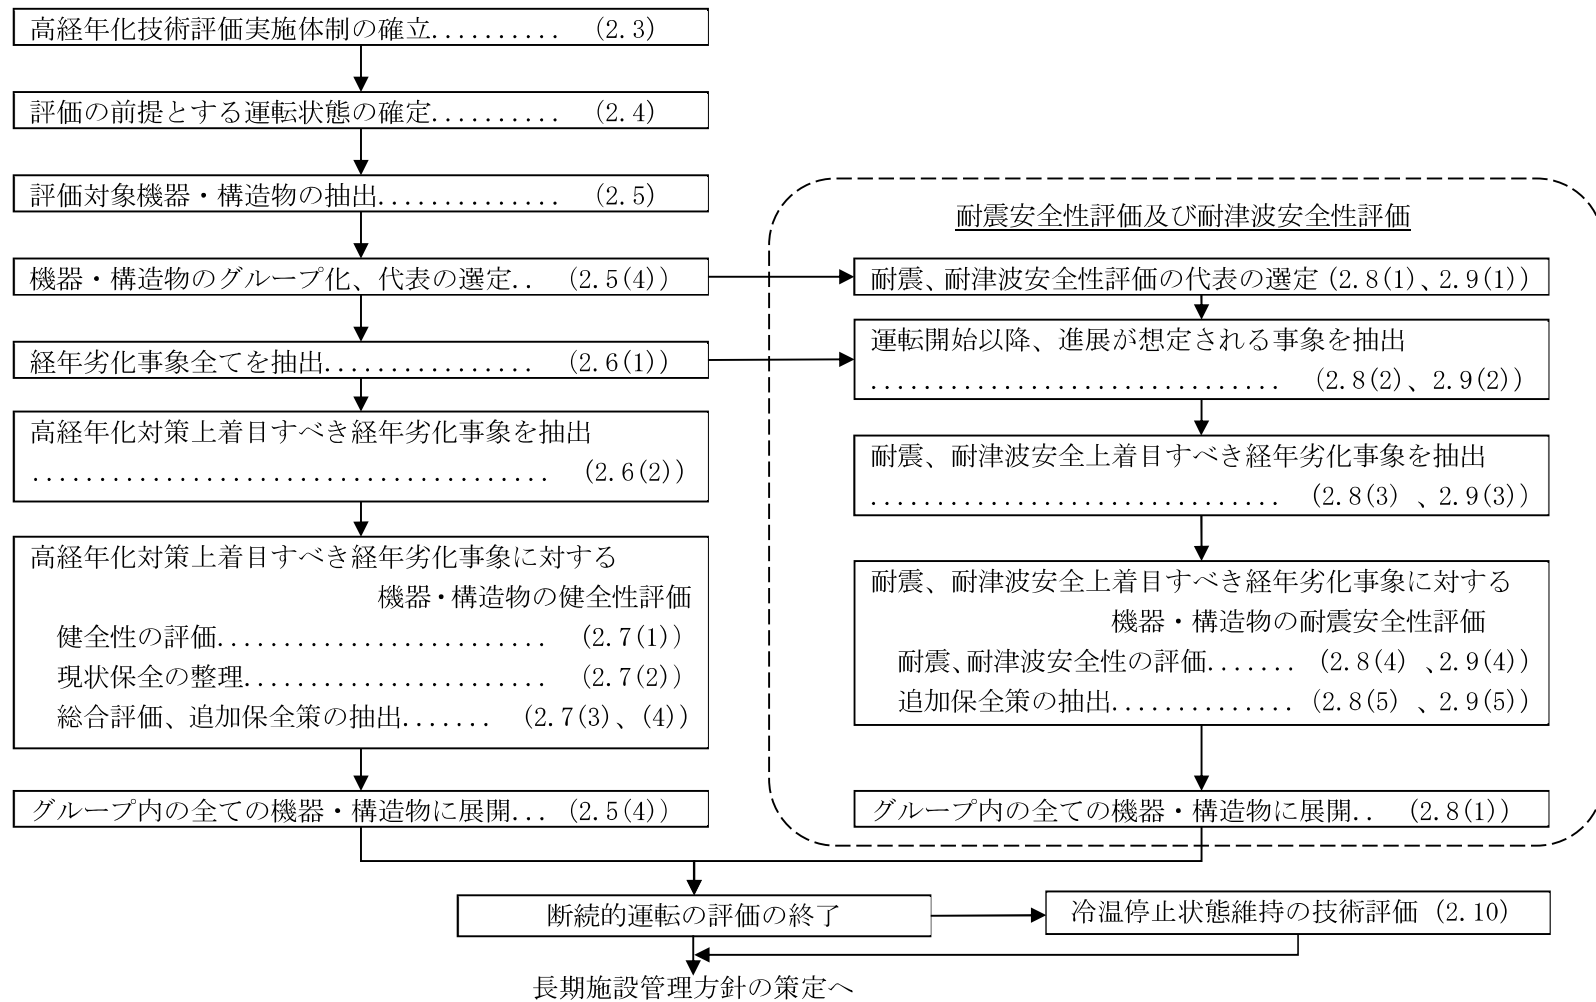 高経年化技術評価実施体制の確立.......... (2.3)
評価の前提とする運転状態の確定.......... (2.4)
評価対象機器・構造物の抽出.............. (2.5)
機器・構造物のグループ化、代表の選定.. (2.5(4))
経年劣化事象全てを抽出................ (2.6(1))
高経年化対策上着目すべき経年劣化事象を抽出
....................................... (2.6(2))
高経年化対策上着目すべき経年劣化事象に対する
機器・構造物の健全性評価
健全性の評価......................... (2.7(1))
現状保全の整理....................... (2.7(2))
総合評価、追加保全策の抽出....... (2.7(3)、(4))
グループ内の全ての機器・構造物に展開... (2.5(4))
耐震安全性評価及び耐津波安全性評価
耐震、耐津波安全性評価の代表の選定 (2.8(1)、2.9(1))
運転開始以降、進展が想定される事象を抽出
............................... (2.8(2)、2.9(2))
耐震、耐津波安全上着目すべき経年劣化事象を抽出
............................... (2.8(3) 、2.9(3))
耐震、耐津波安全上着目すべき経年劣化事象に対する
機器・構造物の耐震安全性評価
耐震、耐津波安全性の評価....... (2.8(4) 、2.9(4))
追加保全策の抽出.............. (2.8(5) 、2.9(5))
グループ内の全ての機器・構造物に展開.. (2.8(1))
断続的運転の評価の終了
冷温停止状態維持の技術評価 (2.10)
長期施設管理方針の策定へ